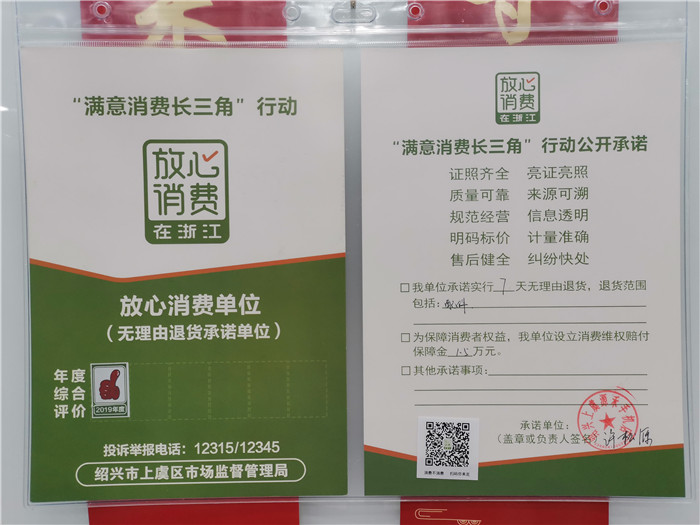 “满意消费长三角”行动
放心
消费
在浙江
放心消费单位
（无理由退货承诺单位）
年度
综合
评价
2019年度
投诉举报电话：12315/12345
绍兴市上虞区市场监督管理局
放心
消费
在浙江
“满意消费长三角”行动公开承诺
证照齐全 亮证亮照
质量可靠 来源可溯
规范经营 信息透明
明码标价 计量准确
售后健全 纠纷快处
□我单位承诺实行7天无理由退货，退货范围
包括：
□为保障消费者权益，我单位设立消费维权赔付
保障金1.5万元。
□其他承诺事项：
承诺单位：
（盖章或负责人签名